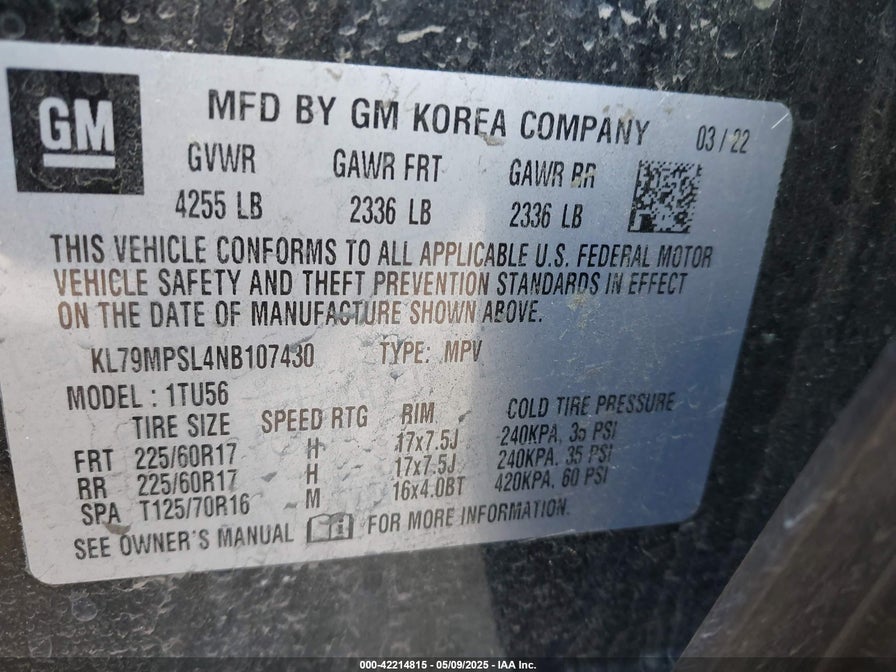 GM
MFD BY GM KOREA COMPANY 03/22
GVWR GAWR FRT GAWR RR
4255 LB 2336 LB 2336 LB
THIS VEHICLE CONFORMS TO ALL APPLICABLE U.S. FEDERAL MOTOR
VEHICLE SAFETY AND THEFT PREVENTION STANDARDS IN EFFECT
ON THE DATE OF MANUFACTURE SHOWN ABOVE.
KL79MPSL4NB107430 TYPE: MPV
MODEL : 1TU56
TIRE SIZE SPEED RTG RIM COLD TIRE PRESSURE
FRT 225/60R17 H 17x7.5J 240KPA, 35 PSI
RR 225/60R17 H 17x7.5J 240KPA. 35 PSI
SPA T125/70R16 M 16x4.0BT 420KPA, 60 PSI
SEE OWNER'S MANUAL FOR MORE INFORMATION.
000-42214815 - 05/09/2025 - IAA Inc.